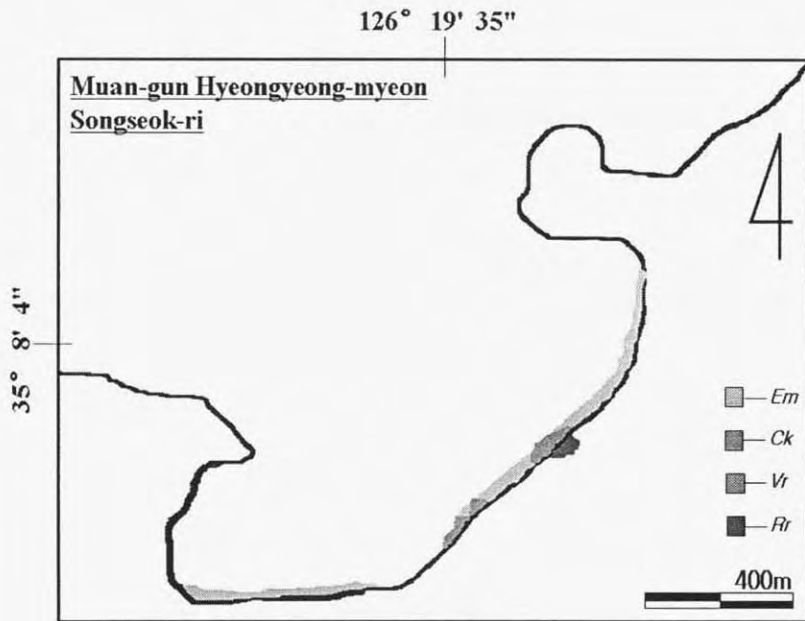 126° 19' 35"
Muan-gun Hyeongyeong-myeon
Songseok-ri
35° 8' 4"
Em
Ck
Vr
Rr
400m